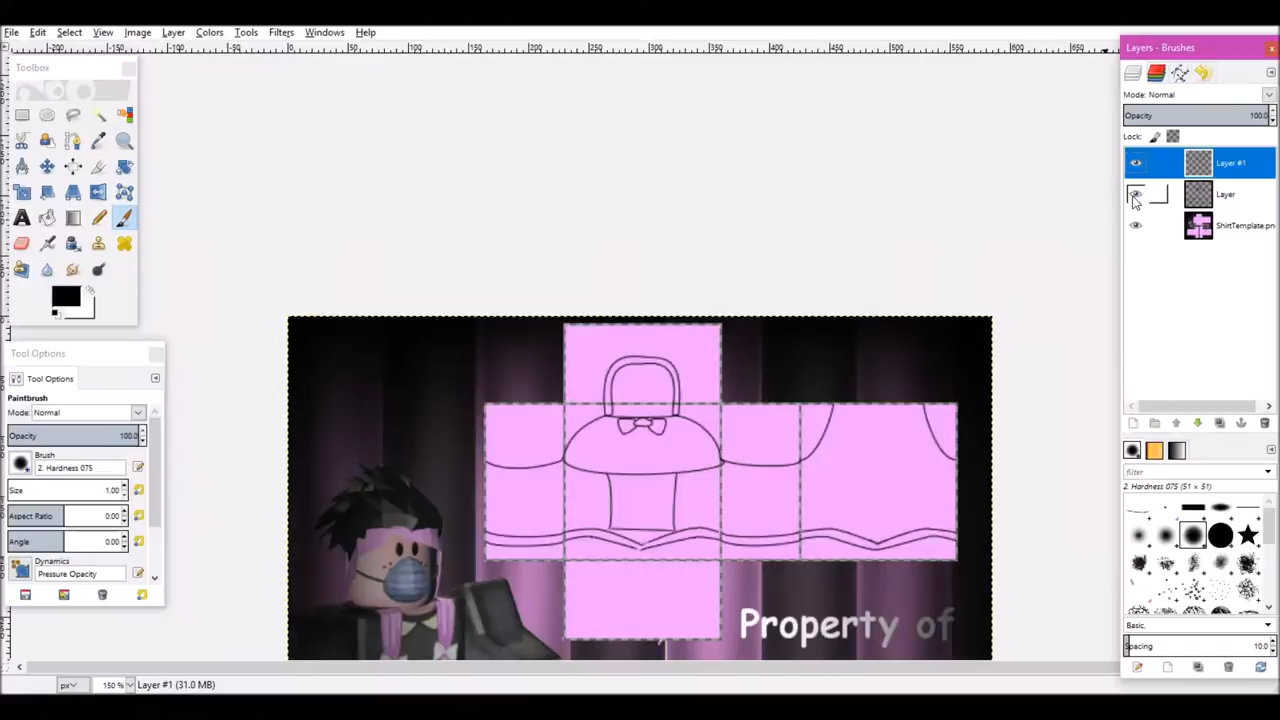 File Edit Select View Image Layer Colors Tools Filters Windows Help
Layers - Brushes
Toolbox
Mode: Normal
Opacity 100.0
Lock:
Layer #1
Layer
ShirtTemplate.pn
Tool Options
Tool Options
Paintbrush
Mode: Normal
Opacity 100.0
Brush
2. Hardness 075
Size 1.00
Aspect Ratio 0.00
Angle 0.00
Dynamics
Pressure Opacity
filter
2. Hardness 075 (51 × 51)
Basic,
Spacing 10.0
Property of
px 150 % Layer #1 (31.0 MB)